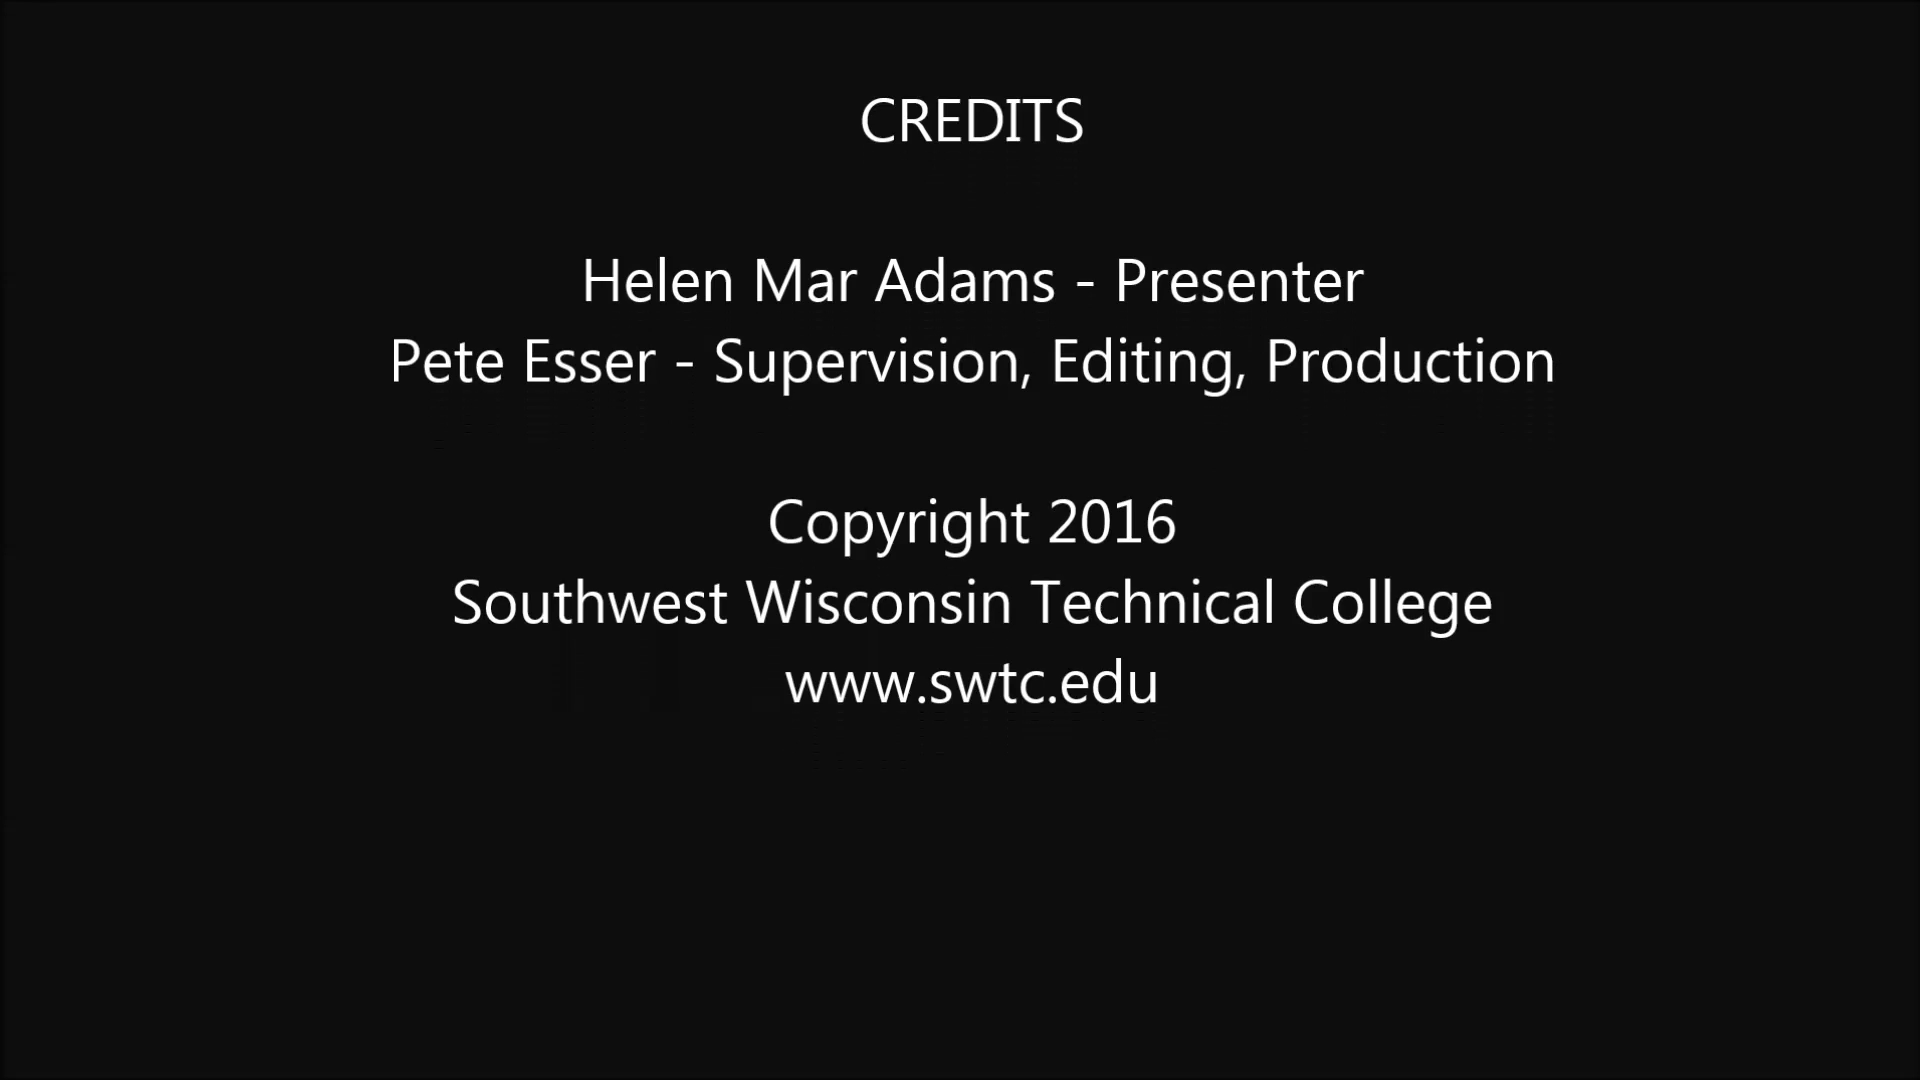 CREDITS
Helen Mar Adams - Presenter
Pete Esser - Supervision, Editing, Production
Copyright 2016
Southwest Wisconsin Technical College
www.swtc.edu